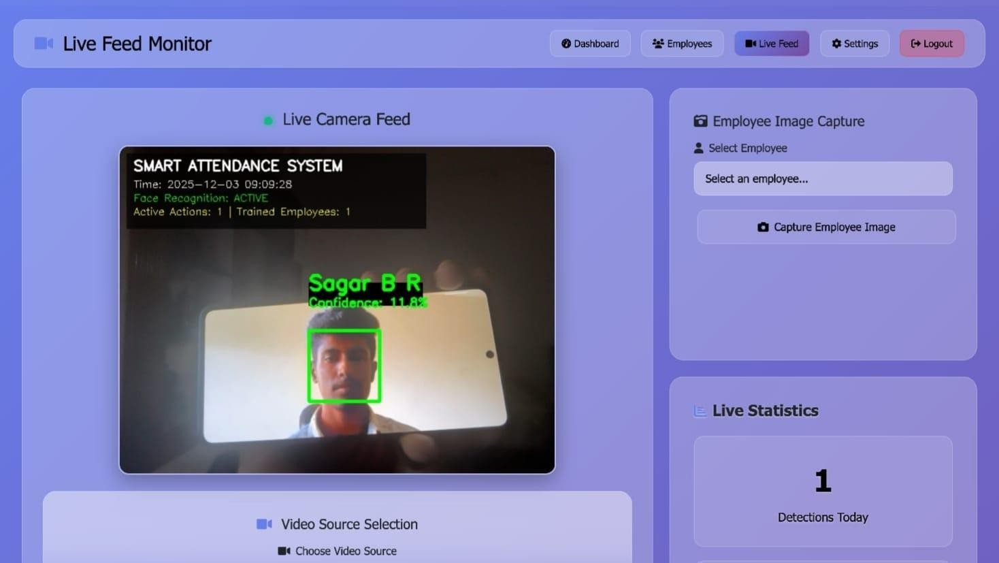 Live Feed Monitor
Dashboard
Employees
Live Feed
Settings
Logout
Live Camera Feed
SMART ATTENDANCE SYSTEM
Time: 2025-12-03 09:09:28
Face Recognition: ACTIVE
Active Actions: 1 | Trained Employees: 1
Sagar B R
Confidence: 11.8%
Video Source Selection
Choose Video Source
Employee Image Capture
Select Employee
Select an employee...
Capture Employee Image
Live Statistics
1
Detections Today